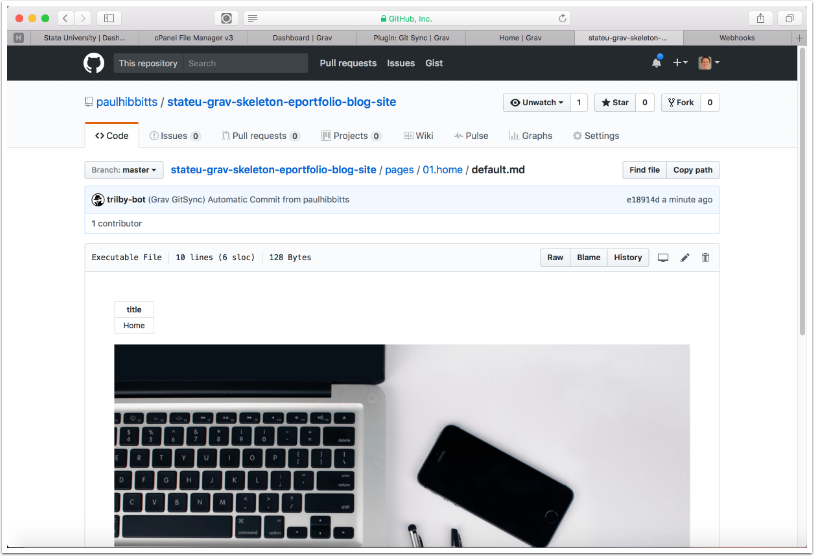 GitHub, Inc.
H State University | Dash... cPanel File Manager v3 Dashboard | Grav Plugin: Git Sync | Grav Home | Grav stateu-grav-skeleton-... Webhooks +
This repository Search Pull requests Issues Gist
paulhibbitts / stateu-grav-skeleton-eportfolio-blog-site Unwatch 1 Star 0 Fork 0
Code Issues 0 Pull requests 0 Projects 0 Wiki Pulse Graphs Settings
Branch: master stateu-grav-skeleton-eportfolio-blog-site / pages / 01.home / default.md Find file Copy path
trilby-bot (Grav GitSync) Automatic Commit from paulhibbitts e18914d a minute ago
1 contributor
Executable File 10 lines (6 sloc) 128 Bytes Raw Blame History
title
Home
delete
E R T Y U I O P
return
D F G H J K L
C V B N M
shift
command option